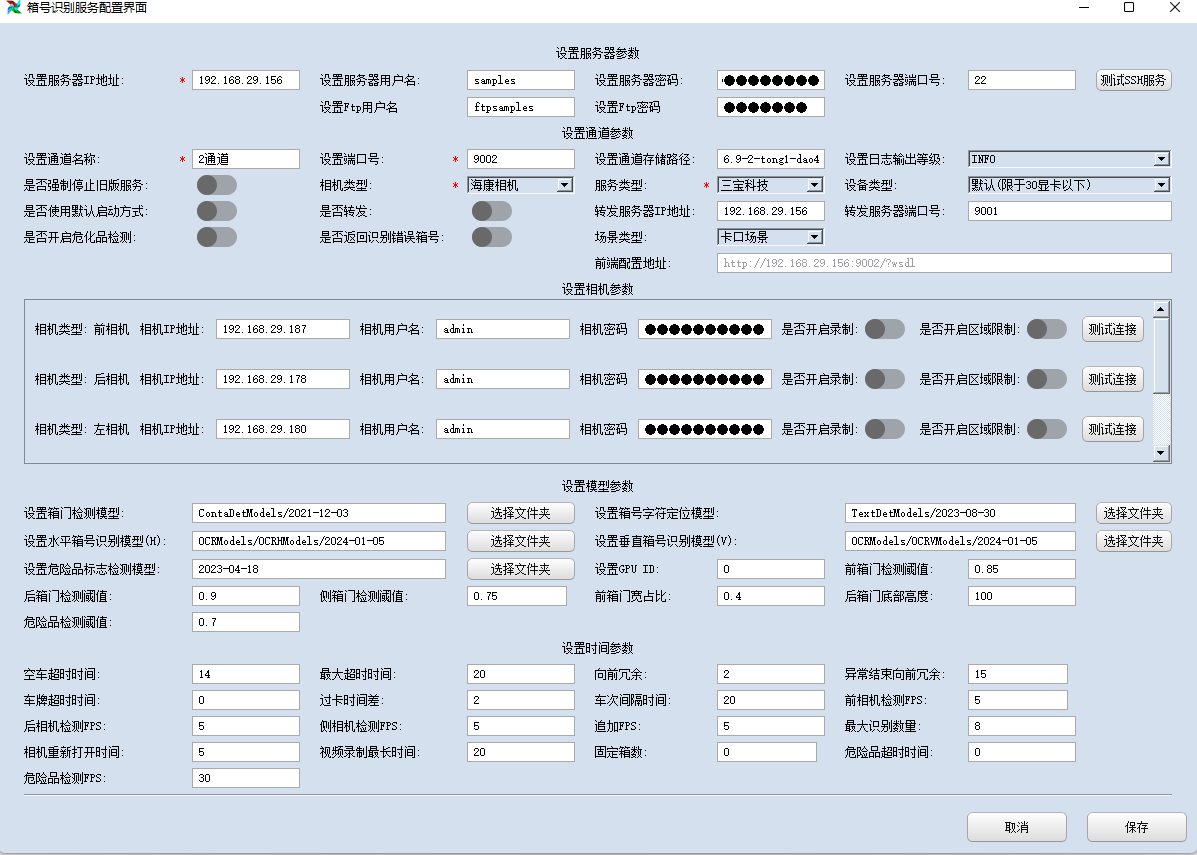 箱号识别服务配置界面
设置服务器参数
设置服务器IP地址: * 192.168.29.156 设置服务器用户名: samples 设置服务器密码: ●●●●●●●● 设置服务器端口号: 22 测试SSH服务
设置Ftp用户名 ftpsamples 设置Ftp密码 ●●●●●●●
设置通道参数
设置通道名称: * 2通道 设置端口号: * 9002 设置通道存储路径: 6.9-2-tong1-dao4 设置日志输出等级: INFO
是否强制停止旧版服务: 相机类型: * 海康相机 服务类型: * 三宝科技 设备类型: 默认(限于30显卡以下)
是否使用默认启动方式: 是否转发: 转发服务器IP地址: 192.168.29.156 转发服务器端口号: 9001
是否开启危化品检测: 是否返回识别错误箱号: 场景类型: 卡口场景
前端配置地址: http://192.168.29.156:9002/?wsdl
设置相机参数
相机类型: 前相机 相机IP地址: 192.168.29.187 相机用户名: admin 相机密码 ●●●●●●●●●● 是否开启录制: 是否开启区域限制: 测试连接
相机类型: 后相机 相机IP地址: 192.168.29.178 相机用户名: admin 相机密码 ●●●●●●●●●● 是否开启录制: 是否开启区域限制: 测试连接
相机类型: 左相机 相机IP地址: 192.168.29.180 相机用户名: admin 相机密码 ●●●●●●●●●● 是否开启录制: 是否开启区域限制: 测试连接
设置模型参数
设置箱门检测模型: ContaDetModels/2021-12-03 选择文件夹 设置箱号字符定位模型: TextDetModels/2023-08-30 选择文件夹
设置水平箱号识别模型(H): OCRModels/OCRHModels/2024-01-05 选择文件夹 设置垂直箱号识别模型(V): OCRModels/OCRVModels/2024-01-05 选择文件夹
设置危险品标志检测模型: 2023-04-18 选择文件夹 设置GPU ID: 0 前箱门检测阈值: 0.85
后箱门检测阈值: 0.9 侧箱门检测阈值: 0.75 前箱门宽占比: 0.4 后箱门底部高度: 100
危险品检测阈值: 0.7
设置时间参数
空车超时时间: 14 最大超时时间: 20 向前冗余: 2 异常结束向前冗余: 15
车牌超时时间: 0 过卡时间差: 2 车次间隔时间: 20 前相机检测FPS: 5
后相机检测FPS: 5 侧相机检测FPS: 5 追加FPS: 5 最大识别数量: 8
相机重新打开时间: 5 视频录制最长时间: 20 固定箱数: 0 危险品超时时间: 0
危险品检测FPS: 30
取消 保存